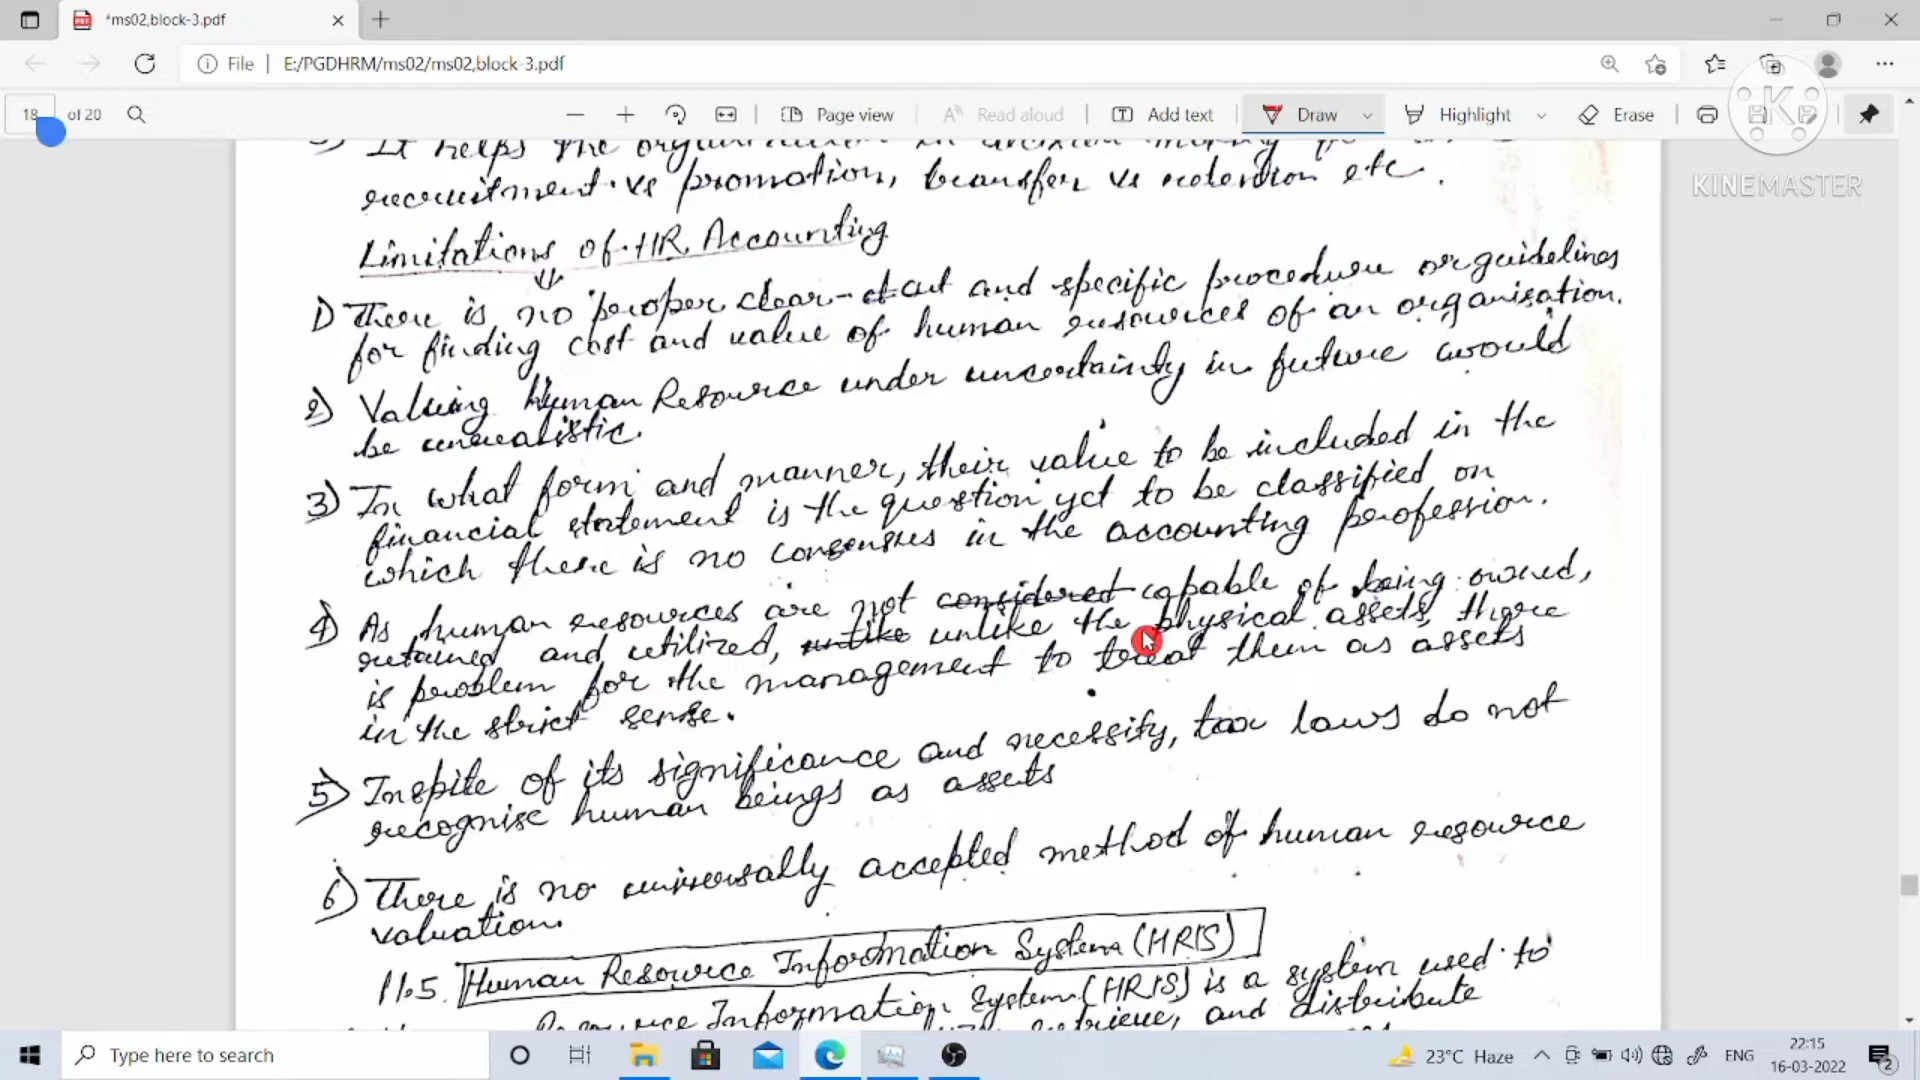 *ms02,block-3.pdf
File E:/PGDHRM/ms02/ms02,block-3.pdf
18 of 20 Page view Read aloud Add text Draw Highlight Erase
KINEMASTER
It helps the
recruitment vs promotion, transfer vs retention etc.
Limitations of HR Accounting
1) There is no proper clear-cut and specific procedure or guidelines
for finding cost and value of human resources of an organisation.
2) Valuing Human Resource under uncertainty in future would
be unrealistic.
3) In what form and manner, their value to be included in the
financial statement is the question yet to be classified on
which there is no consensus in the accounting profession.
4) As human resources are not considered capable of being owned,
retained and utilized, unlike unlike the physical assets, there
is problem for the management to treat them as assets
in the strict sense.
5) Inspite of its significance and necessity, tax laws do not
recognise human beings as assets
6) There is no universally accepted method of human resource
valuation.
11.5. Human Resource Information System (HRIS)
Resource Information System (HRIS) is a system used to
retrieve, and distribute
Type here to search
23°C Haze ENG 22:15
16-03-2022
2